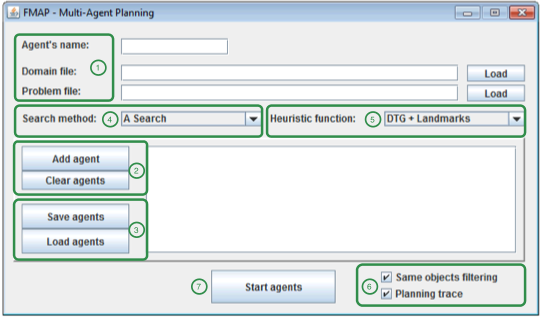 FMAP - Multi-Agent Planning
Agent's name:
1
Domain file:
Load
Problem file:
Load
Search method:
4
A Search
Heuristic function:
5
DTG + Landmarks
Add agent
2
Clear agents
Save agents
3
Load agents
7
Start agents
6
Same objects filtering
Planning trace